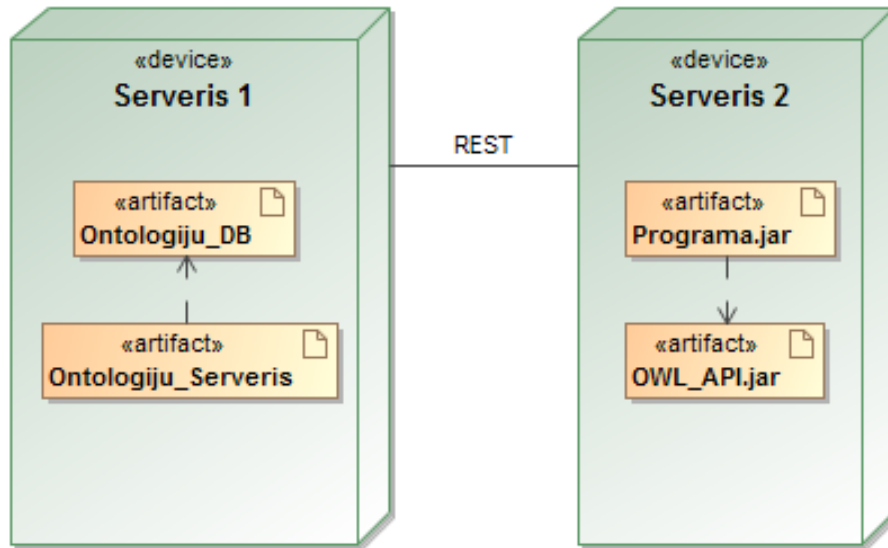 «device»
Serveris 1
«artifact»
Ontologiju_DB
«artifact»
Ontologiju_Serveris
REST
«device»
Serveris 2
«artifact»
Programa.jar
«artifact»
OWL_API.jar